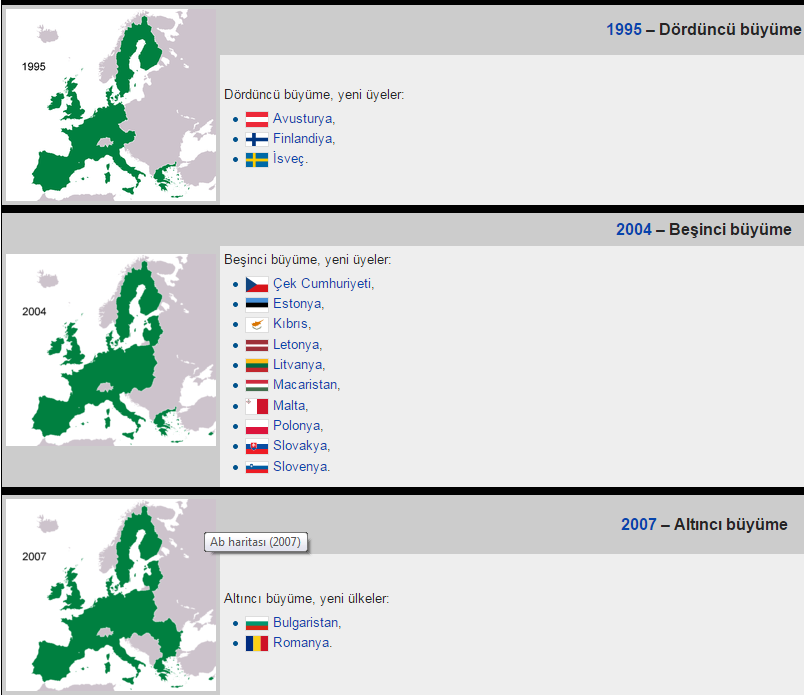 1995 – Dördüncü büyüme
1995
Dördüncü büyüme, yeni üyeler:
Avusturya,
Finlandiya,
İsveç.
2004 – Beşinci büyüme
2004
Beşinci büyüme, yeni üyeler:
Çek Cumhuriyeti,
Estonya,
Kıbrıs,
Letonya,
Litvanya,
Macaristan,
Malta,
Polonya,
Slovakya,
Slovenya.
2007 – Altıncı büyüme
Ab haritası (2007)
2007
Altıncı büyüme, yeni ülkeler:
Bulgaristan,
Romanya.